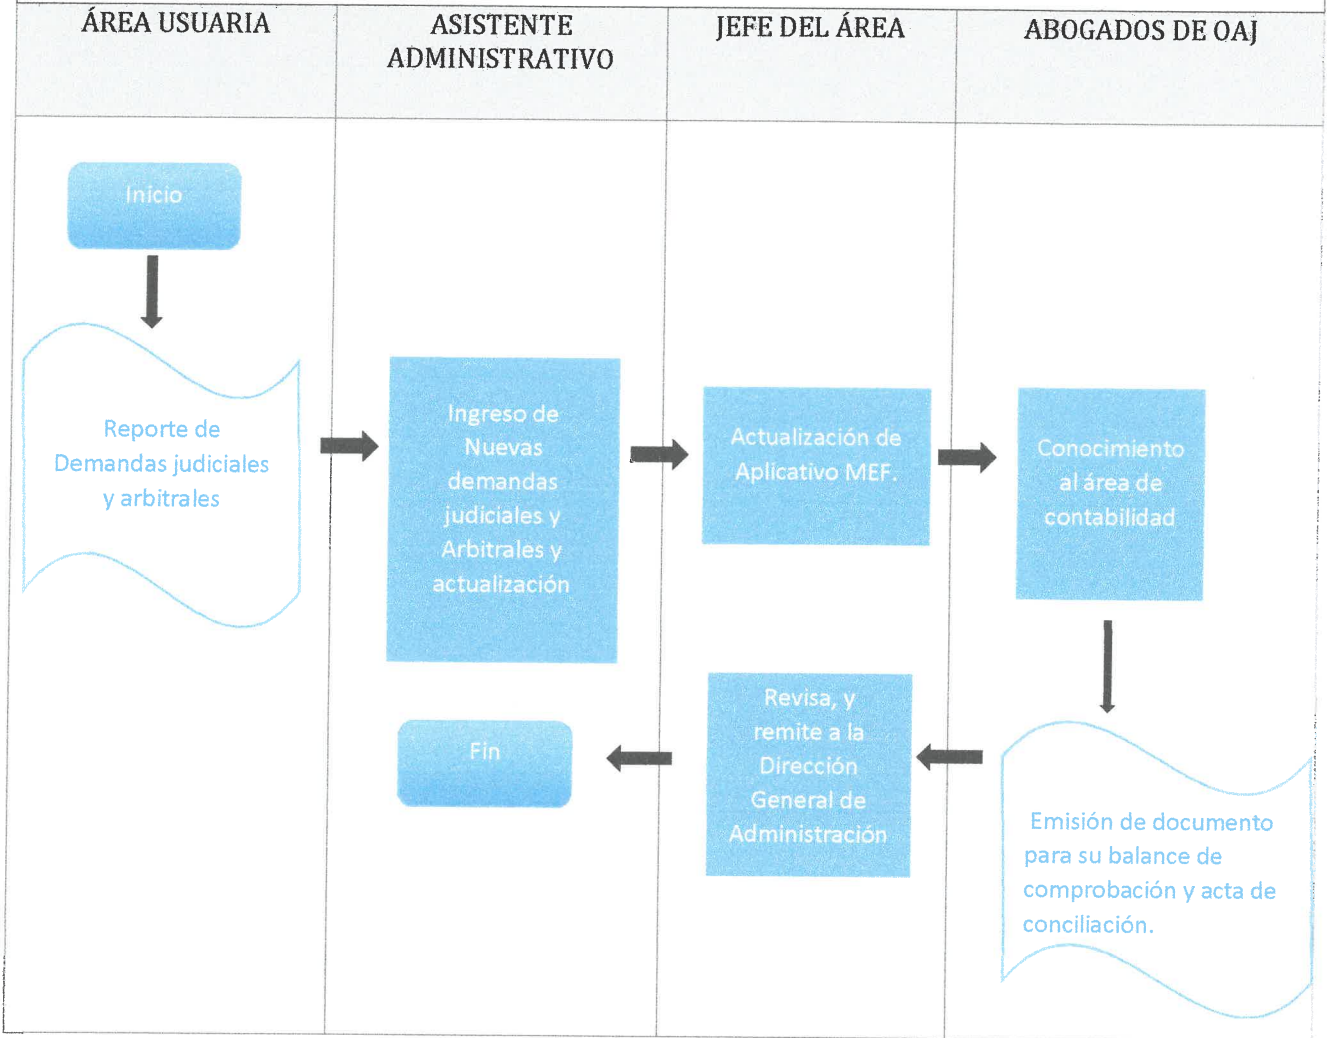 ÁREA USUARIA
ASISTENTE
ADMINISTRATIVO
JEFE DEL ÁREA
ABOGADOS DE OAJ
Inicio
Reporte de
Demandas judiciales
y arbitrales
Ingreso de
Nuevas
demandas
judiciales y
Arbitrales y
actualización
Actualización de
Aplicativo MEF.
Conocimiento
al área de
contabilidad
Emisión de documento
para su balance de
comprobación y acta de
conciliación.
Revisa, y
remite a la
Dirección
General de
Administración
Fin